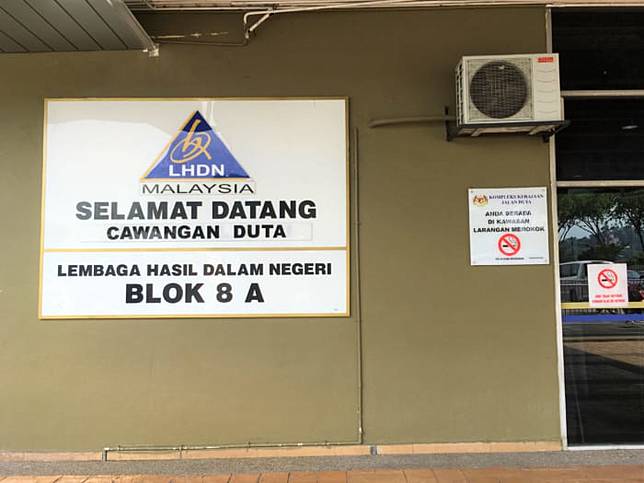 LHDN
MALAYSIA
SELAMAT DATANG
CAWANGAN DUTA
LEMBAGA HASIL DALAM NEGERI
BLOK 8 A
KOMPLEKS KERAJAAN
JALAN DUTA
ANDA BERADA
DI KAWASAN
LARANGAN MEROKOK